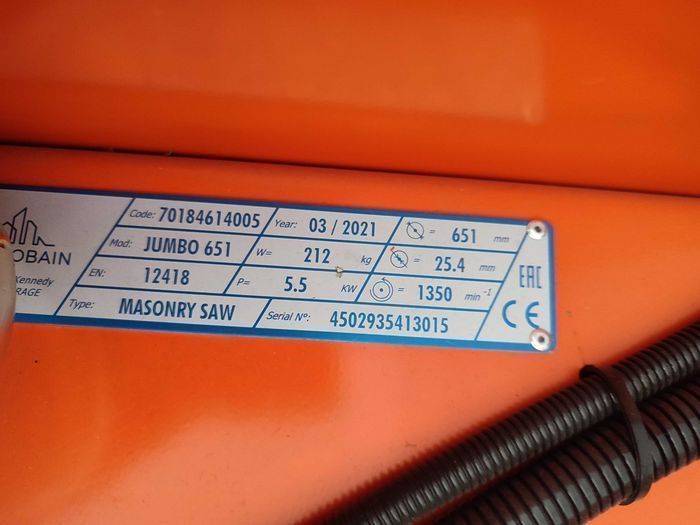 OBAIN
Kennedy
RAGE
Code: 70184614005 Year: 03 / 2021 = 651 mm
Mod: JUMBO 651 W= 212 kg = 25.4 mm
EN: 12418 P= 5.5 KW = 1350 min⁻¹
Type: MASONRY SAW Serial N°: 4502935413015
EAC
CE